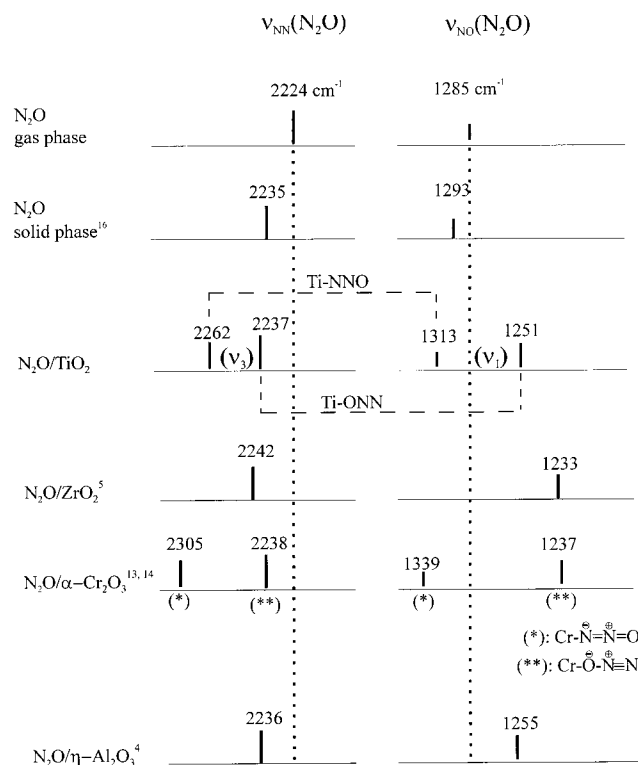 ν_NN(N₂O) ν_NO(N₂O)
2224 cm⁻¹ 1285 cm⁻¹
N₂O
gas phase
2235 1293
N₂O
solid phase¹⁶
Ti-NNO
2262 2237 1313 1251
N₂O/TiO₂ (ν₃) (ν₁)
Ti-ONN
2242 1233
N₂O/ZrO₂⁵
2305 2238 1339 1237
N₂O/α−Cr₂O₃¹³,¹⁴
(*) (**) (*) (**)
(*): Cr-N⊖=N⊕=O
(**): Cr-O⊖-N⊕≡N
2236 1255
N₂O/η−Al₂O₃⁴